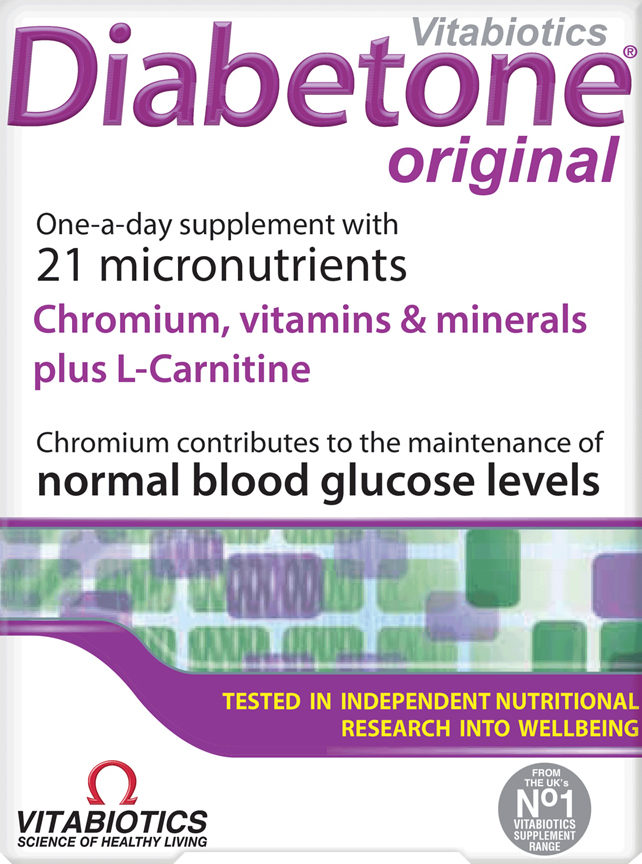 Vitabiotics
Diabetone®
original
One-a-day supplement with
21 micronutrients
Chromium, vitamins & minerals
plus L-Carnitine
Chromium contributes to the maintenance of
normal blood glucose levels
TESTED IN INDEPENDENT NUTRITIONAL
RESEARCH INTO WELLBEING
VITABIOTICS
SCIENCE OF HEALTHY LIVING
FROM
THE UK's
Nº1
VITABIOTICS
SUPPLEMENT
RANGE